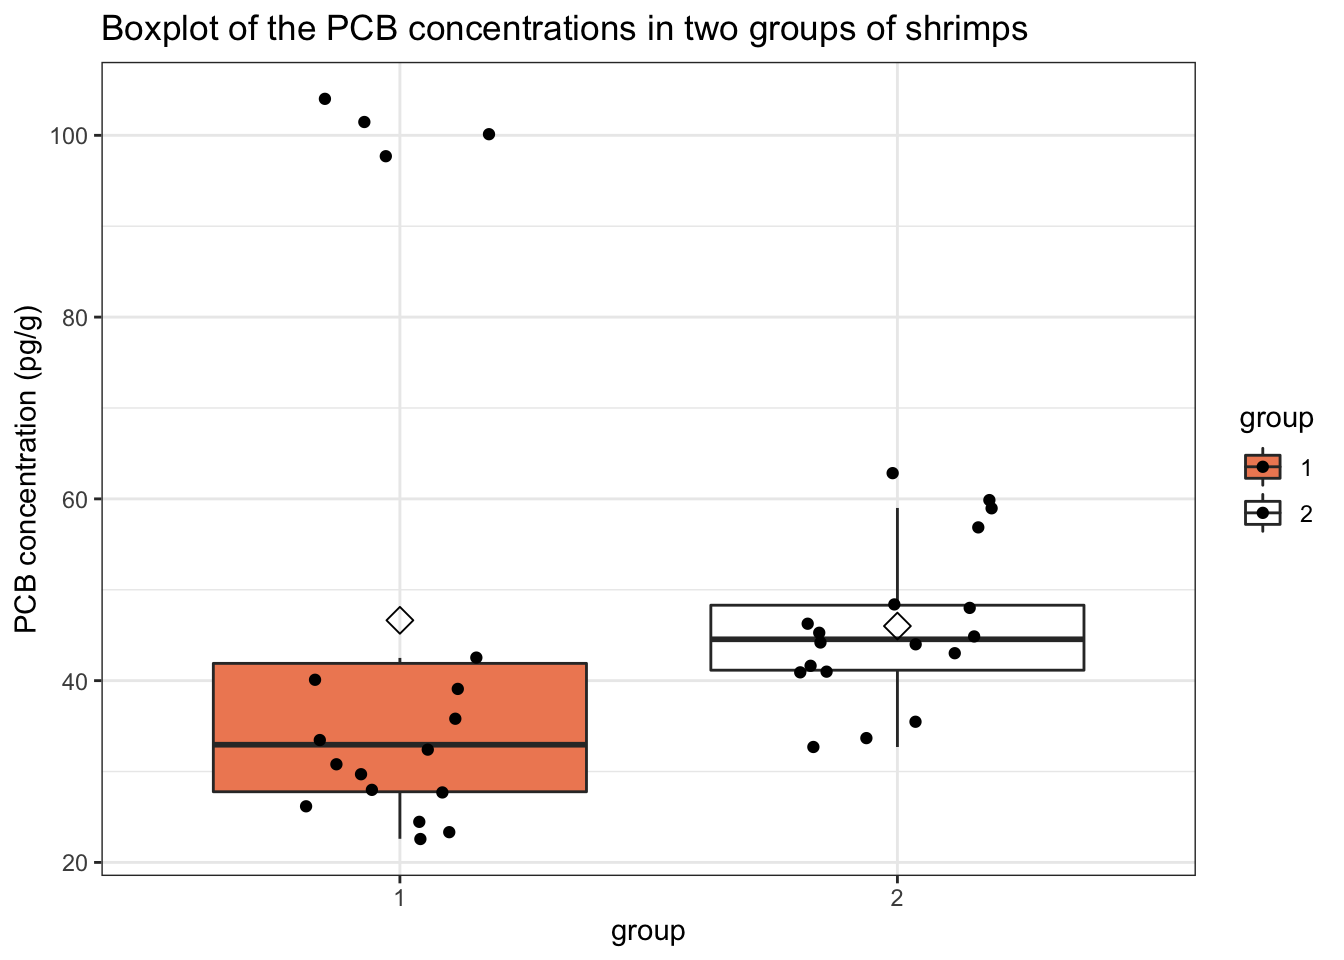 Boxplot of the PCB concentrations in two groups of shrimps
PCB concentration (pg/g)
100
80
60
40
20
1
2
group
group
1
2